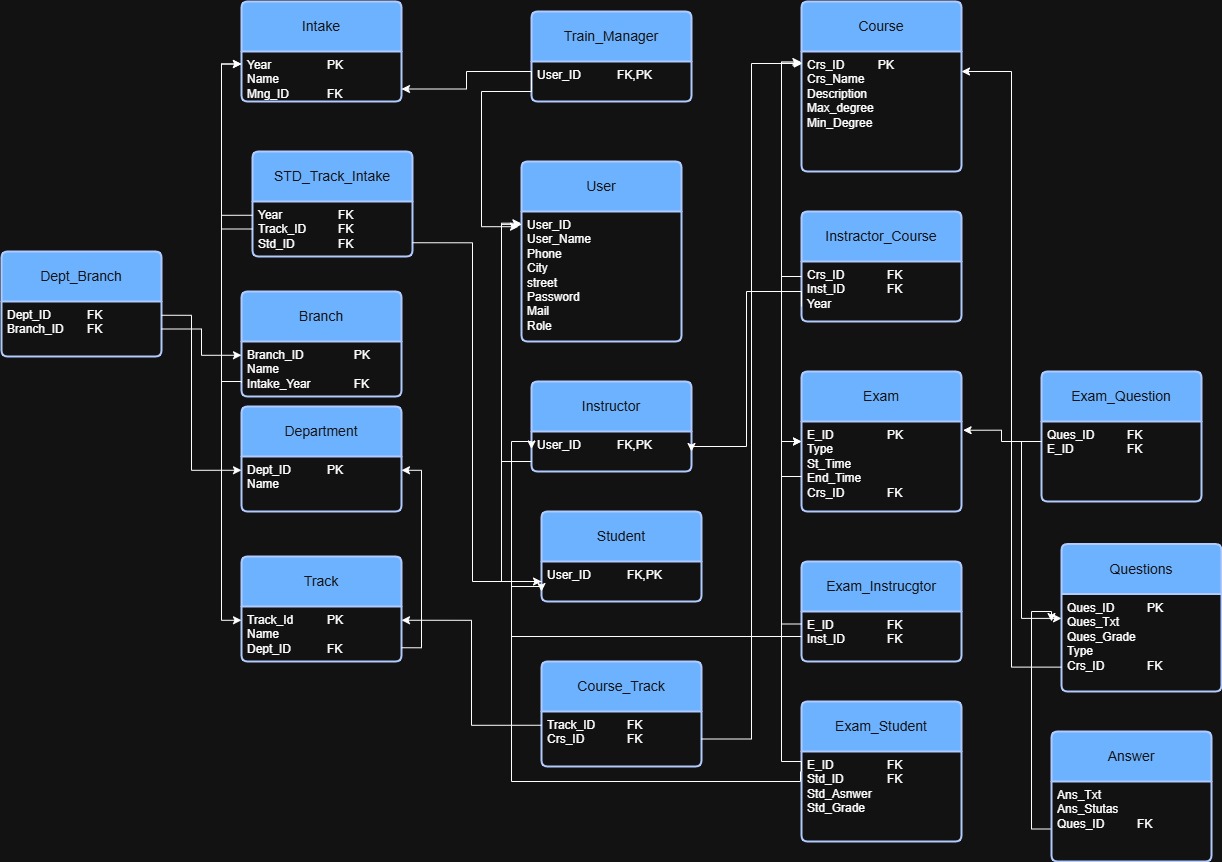 Intake
Year PK
Name
Mng_ID FK
Train_Manager
User_ID FK,PK
Course
Crs_ID PK
Crs_Name
Description
Max_degree
Min_Degree
STD_Track_Intake
Year FK
Track_ID FK
Std_ID FK
User
User_ID
User_Name
Phone
City
street
Password
Mail
Role
Instractor_Course
Crs_ID FK
Inst_ID FK
Year
Dept_Branch
Dept_ID FK
Branch_ID FK
Branch
Branch_ID PK
Name
Intake_Year FK
Instructor
User_ID FK,PK
Exam
E_ID PK
Type
St_Time
End_Time
Crs_ID FK
Exam_Question
Ques_ID FK
E_ID FK
Department
Dept_ID PK
Name
Student
User_ID FK,PK
Questions
Ques_ID PK
Ques_Txt
Ques_Grade
Type
Crs_ID FK
Track
Track_Id PK
Name
Dept_ID FK
Exam_Instrucgtor
E_ID FK
Inst_ID FK
Course_Track
Track_ID FK
Crs_ID FK
Exam_Student
E_ID FK
Std_ID FK
Std_Asnwer
Std_Grade
Answer
Ans_Txt
Ans_Stutas
Ques_ID FK